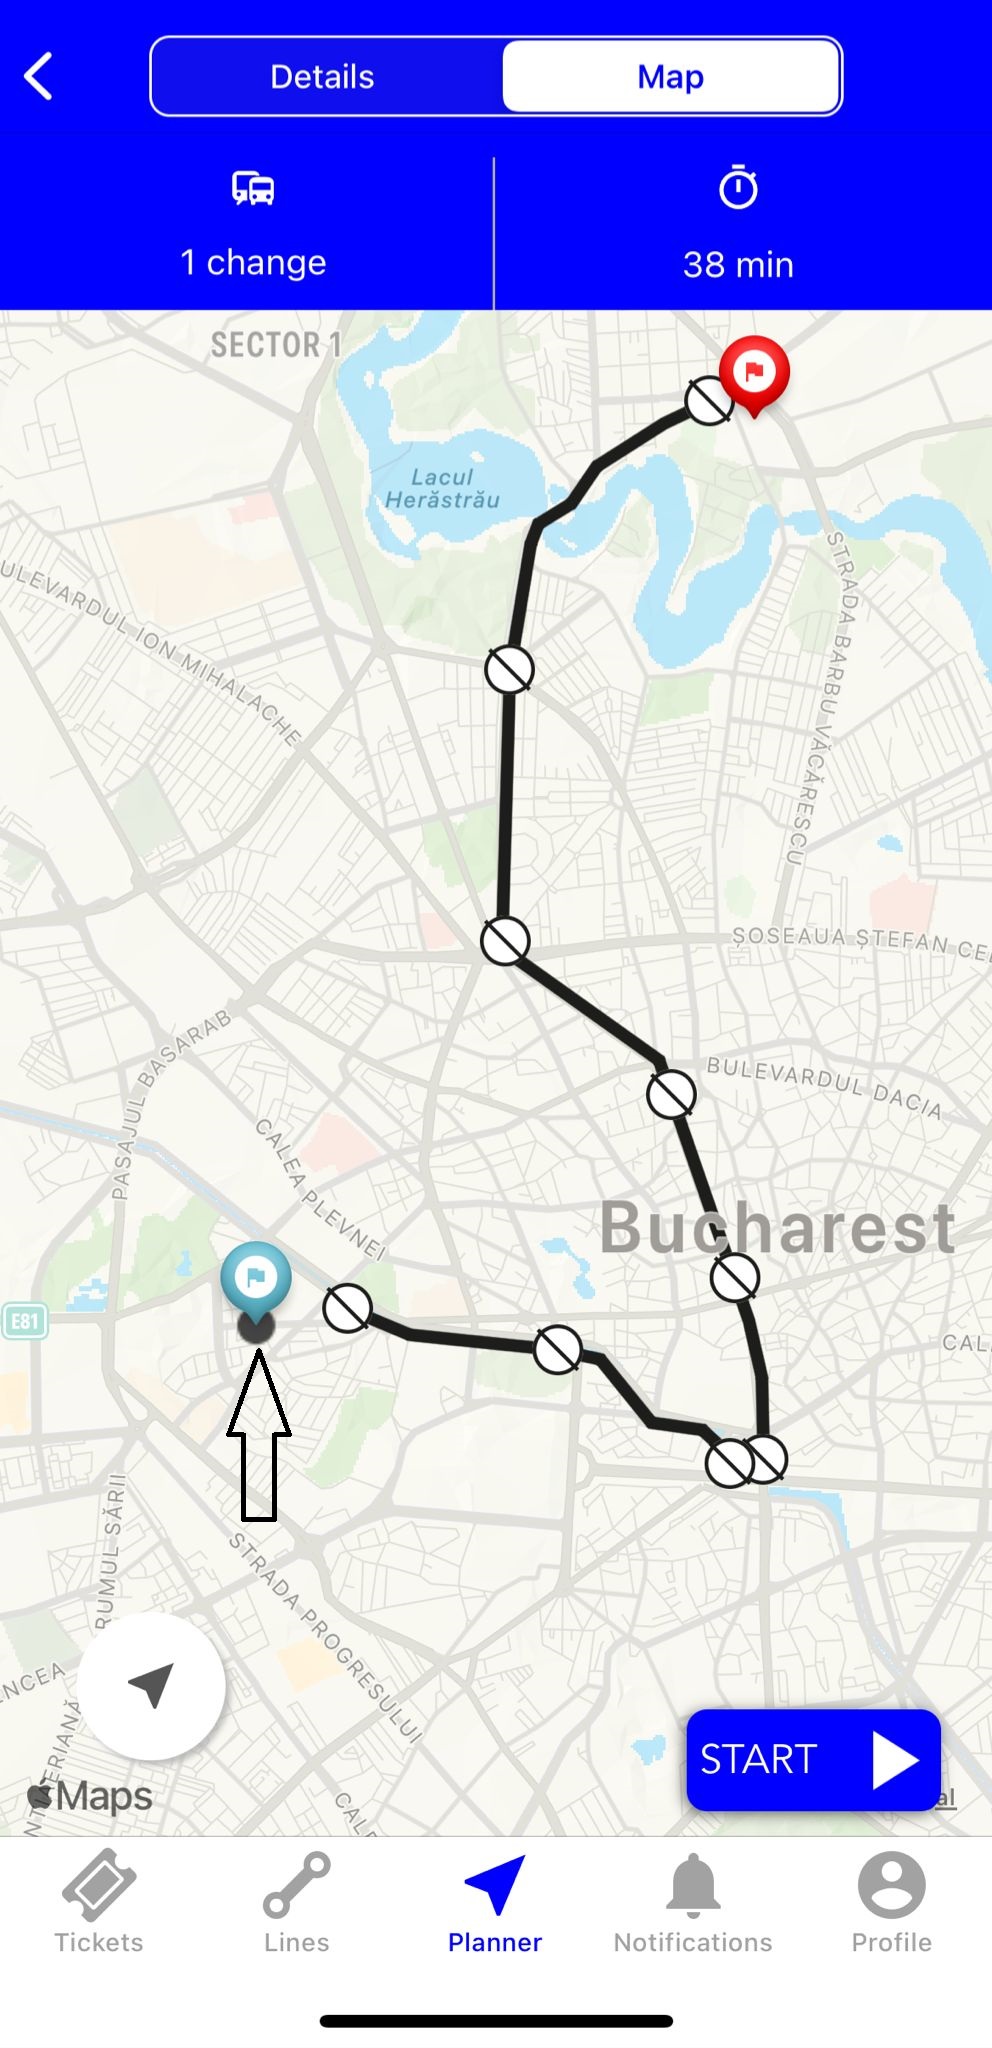 Details
Map
1 change
38 min
SECTOR 1
Lacul
Herăstrău
STRADA BARBU VĂCĂRESCU
ULEVARDUL ION MIHALACHE
ȘOSEAUA ȘTEFAN CEL
PASAJUL BASARAB
BULEVARDUL DACIA
CALEA PLEVNEI
Bucharest
E81
CAL
RUMUL SĂRII
STRADA PROGRESULUI
NCEA
Maps
START
al
Tickets
Lines
Planner
Notifications
Profile